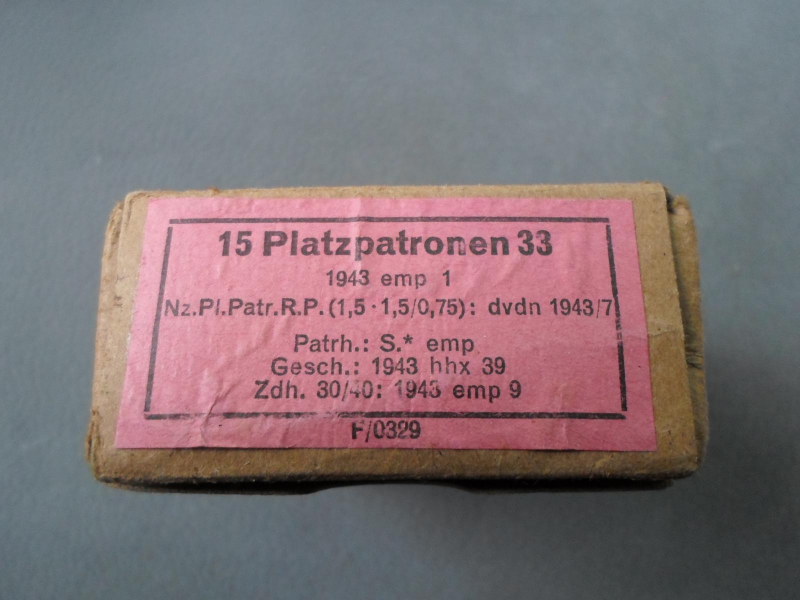 15 Platzpatronen 33
1943 emp 1
Nz.Pl.Patr.R.P. (1,5 · 1,5/0,75): dvdn 1943/7
Patrh.: S.* emp
Gesch.: 1943 hhx 39
Zdh. 30/40: 1943 emp 9
F/0329